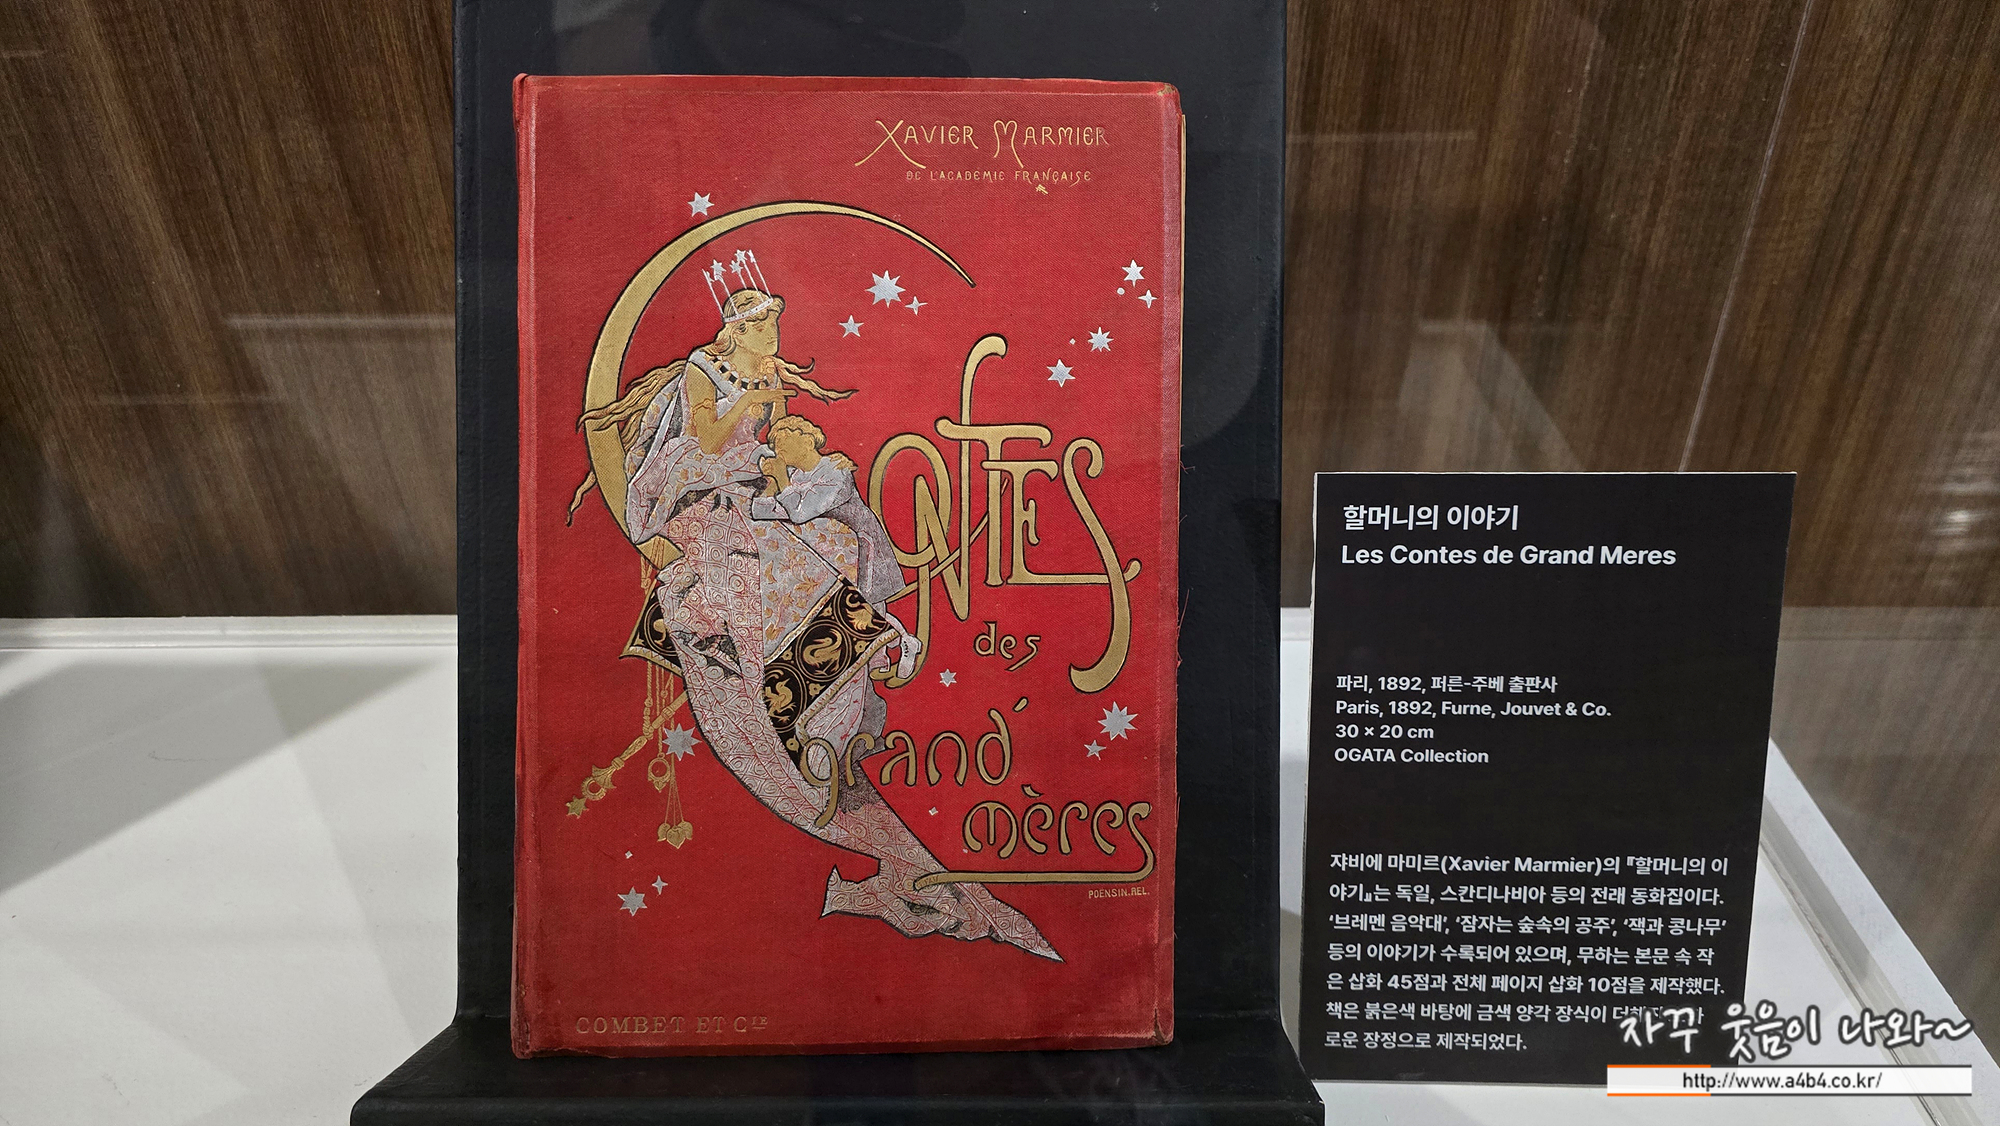 XAVIER MARMIER
DE L'ACADEMIE FRANÇAISE
CONTES
des
grand'
mères
POENSIN.REL.
COMBET ET CIE
할머니의 이야기
Les Contes de Grand Meres
파리, 1892, 퍼른-주베 출판사
Paris, 1892, Furne, Jouvet & Co.
30 × 20 cm
OGATA Collection
쟈비에 마미르(Xavier Marmier)의 『할머니의 이
야기』는 독일, 스칸디나비아 등의 전래 동화집이다.
‘브레멘 음악대’, ‘잠자는 숲속의 공주’, ‘잭과 콩나무’
등의 이야기가 수록되어 있으며, 무하는 본문 속 작
은 삽화 45점과 전체 페이지 삽화 10점을 제작했다.
책은 붉은색 바탕에 금색 양각 장식이
로운 장정으로 제작되었다.
자꾸 웃음이 나와~
http://www.a4b4.co.kr/